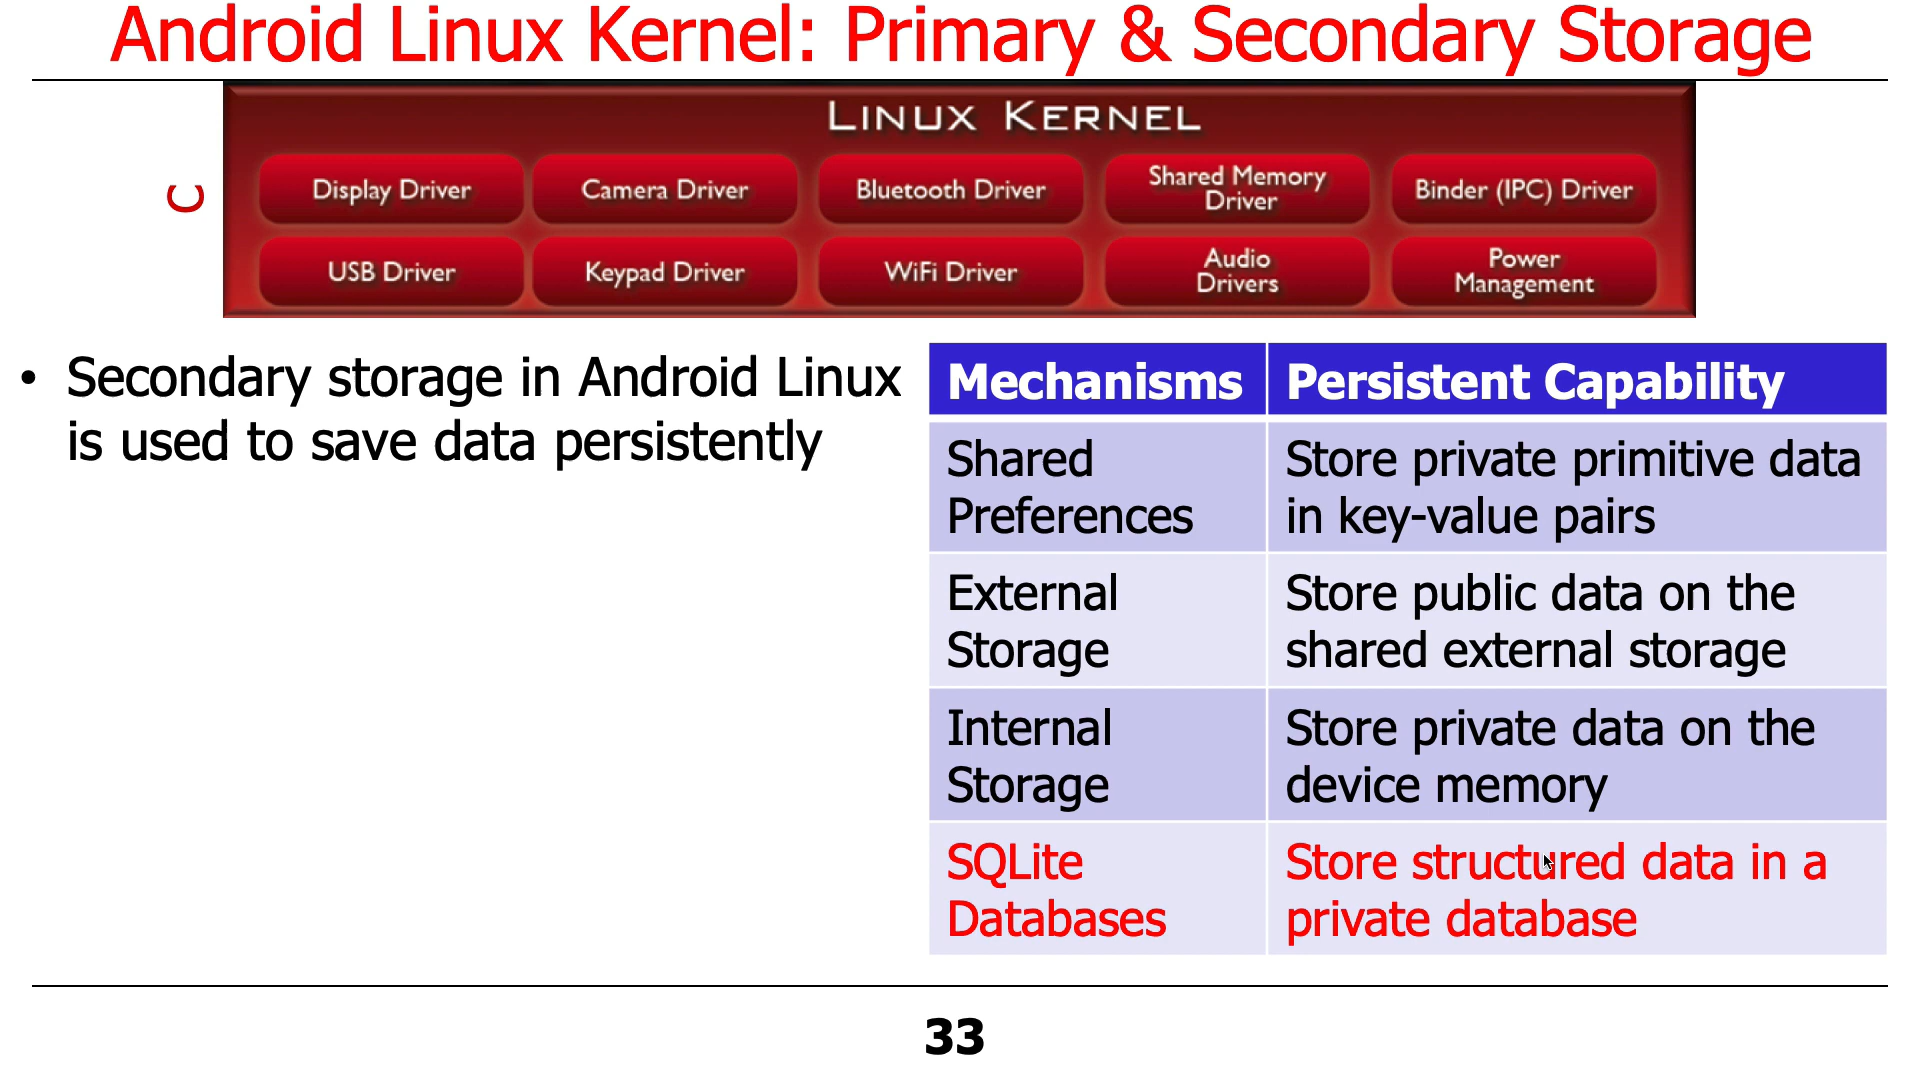 Android Linux Kernel: Primary & Secondary Storage
LINUX KERNEL
C
Display Driver
Camera Driver
Bluetooth Driver
Shared Memory
Driver
Binder (IPC) Driver
USB Driver
Keypad Driver
WiFi Driver
Audio
Drivers
Power
Management
• Secondary storage in Android Linux
is used to save data persistently
Mechanisms
Persistent Capability
Shared
Preferences
Store private primitive data
in key-value pairs
External
Storage
Store public data on the
shared external storage
Internal
Storage
Store private data on the
device memory
SQLite
Databases
Store structured data in a
private database
33